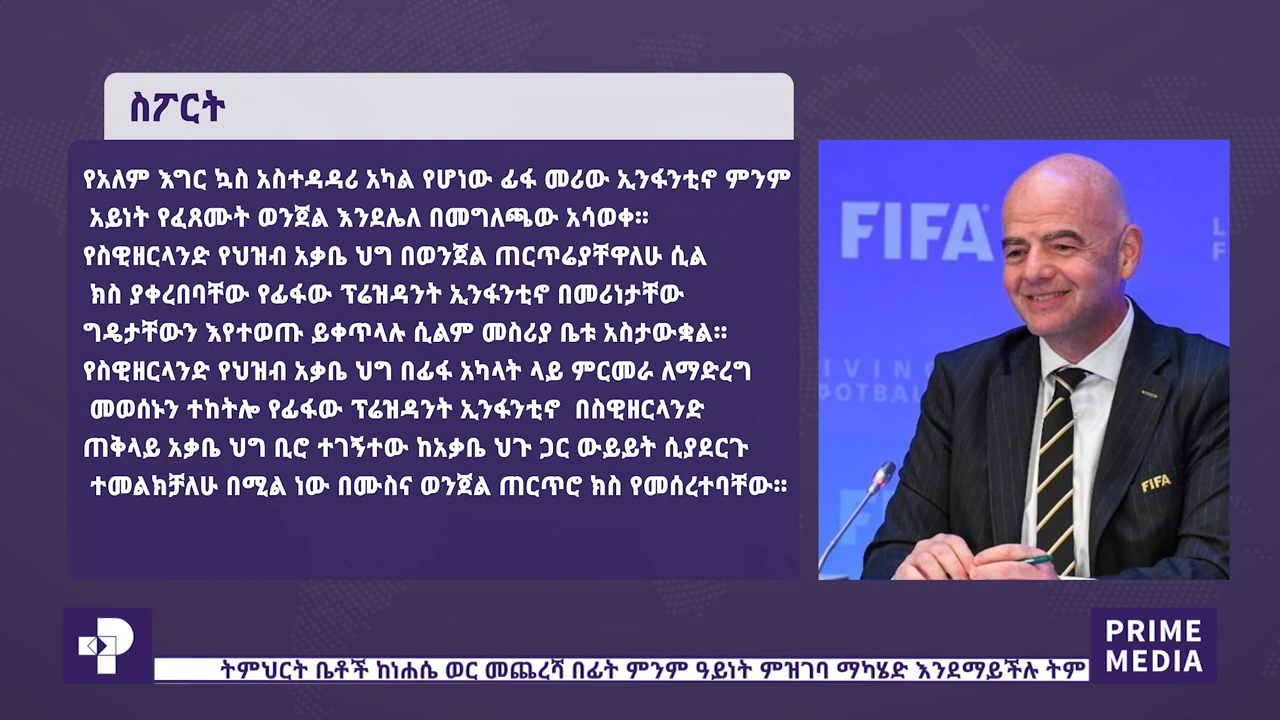 ስፖርት
የአለም እግር ኳስ አስተዳዳሪ አካል የሆነው ፊፋ መሪው ኢንፋንቲኖ ምንም
አይነት የፈጸሙት ወንጀል እንደሌለ በመግለጫው አሳወቀ።
የስዊዘርላንድ የህዝብ አቃቤ ህግ በወንጀል ጠርጥሬያቸዋለሁ ሲል
ክስ ያቀረበባቸው የፊፋው ፕሬዝዳንት ኢንፋንቲኖ በመሪነታቸው
ግዴታቸውን እየተወጡ ይቀጥላሉ ሲልም መስሪያ ቤቱ አስታውቋል።
የስዊዘርላንድ የህዝብ አቃቤ ህግ በፊፋ አካላት ላይ ምርመራ ለማድረግ
መወሰኑን ተከትሎ የፊፋው ፕሬዝዳንት ኢንፋንቲኖ በስዊዘርላንድ
ጠቅላይ አቃቤ ህግ ቢሮ ተገኝተው ከአቃቤ ህጉ ጋር ውይይት ሲያደርጉ
ተመልክቻለሁ በሚል ነው በሙስና ወንጀል ጠርጥሮ ክስ የመሰረተባቸው።
FIFA
FIFA
PRIME
MEDIA
ትምህርት ቤቶች ከነሐሴ ወር መጨረሻ በፊት ምንም ዓይነት ምዝገባ ማካሄድ እንደማይችሉ ትም